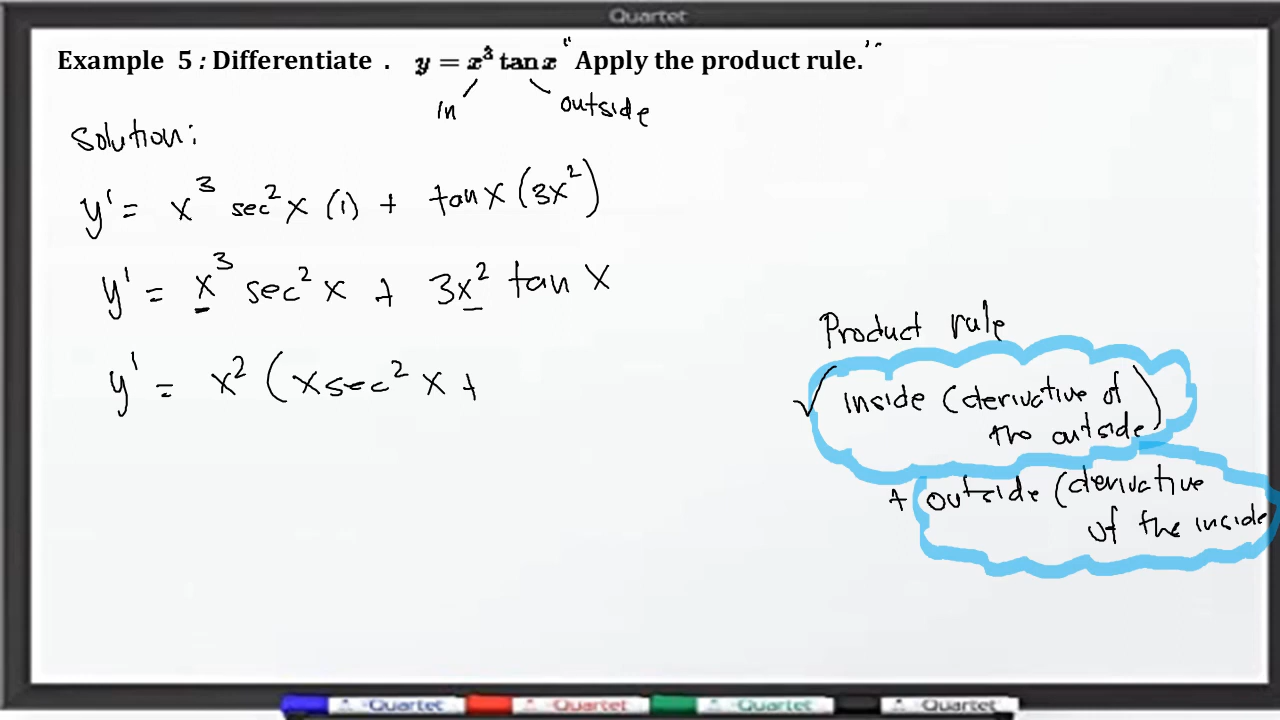 Quartet
Example 5 : Differentiate . y = x³ tan x "Apply the product rule."
in outside
Solution:
y' = x³ sec² x (1) + tan x (3x²)
y' = x³ sec² x + 3x² tan x
y' = x² (x sec² x +
Product rule
√ inside (derivative of
the outside)
+ outside (derivative
of the inside
Quartet Quartet Quartet Quartet